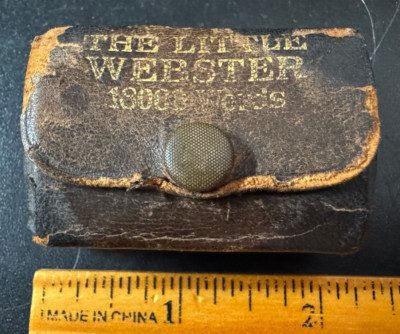 THE LITTLE
WEBSTER
18000 Words
MADE IN CHINA 1 2